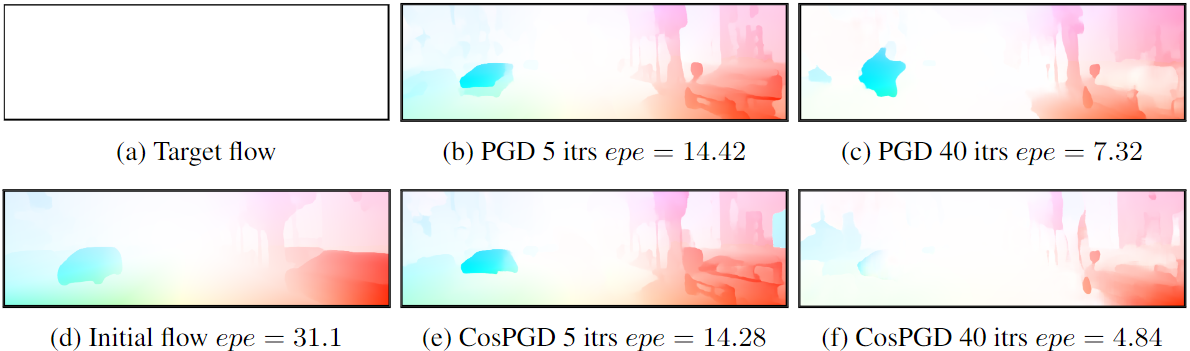 (a) Target flow
(b) PGD 5 itrs epe = 14.42
(c) PGD 40 itrs epe = 7.32
(d) Initial flow epe = 31.1
(e) CosPGD 5 itrs epe = 14.28
(f) CosPGD 40 itrs epe = 4.84